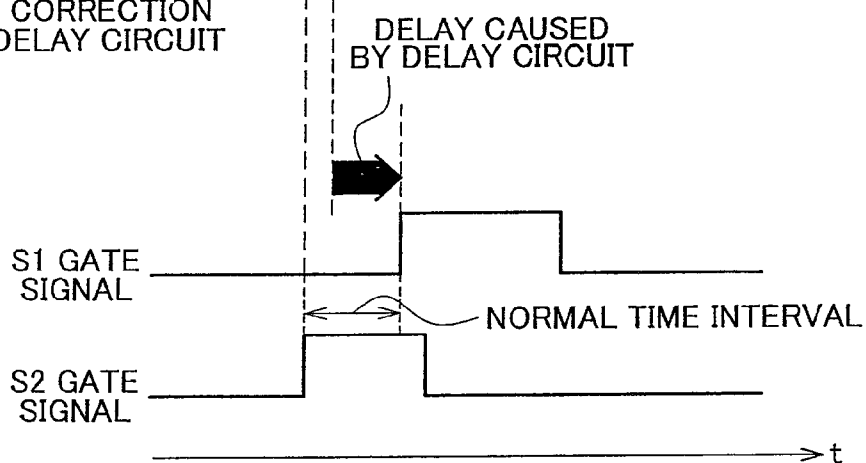 CORRECTION
DELAY CIRCUIT
DELAY CAUSED
BY DELAY CIRCUIT
S1 GATE
SIGNAL
NORMAL TIME INTERVAL
S2 GATE
SIGNAL
t